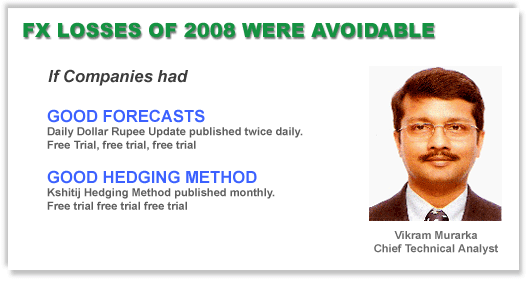 FX LOSSES OF 2008 WERE AVOIDABLE
If Companies had
GOOD FORECASTS
Daily Dollar Rupee Update published twice daily.
Free Trial, free trial, free trial
GOOD HEDGING METHOD
Kshitij Hedging Method published monthly.
Free trial free trial free trial
Vikram Murarka
Chief Technical Analyst